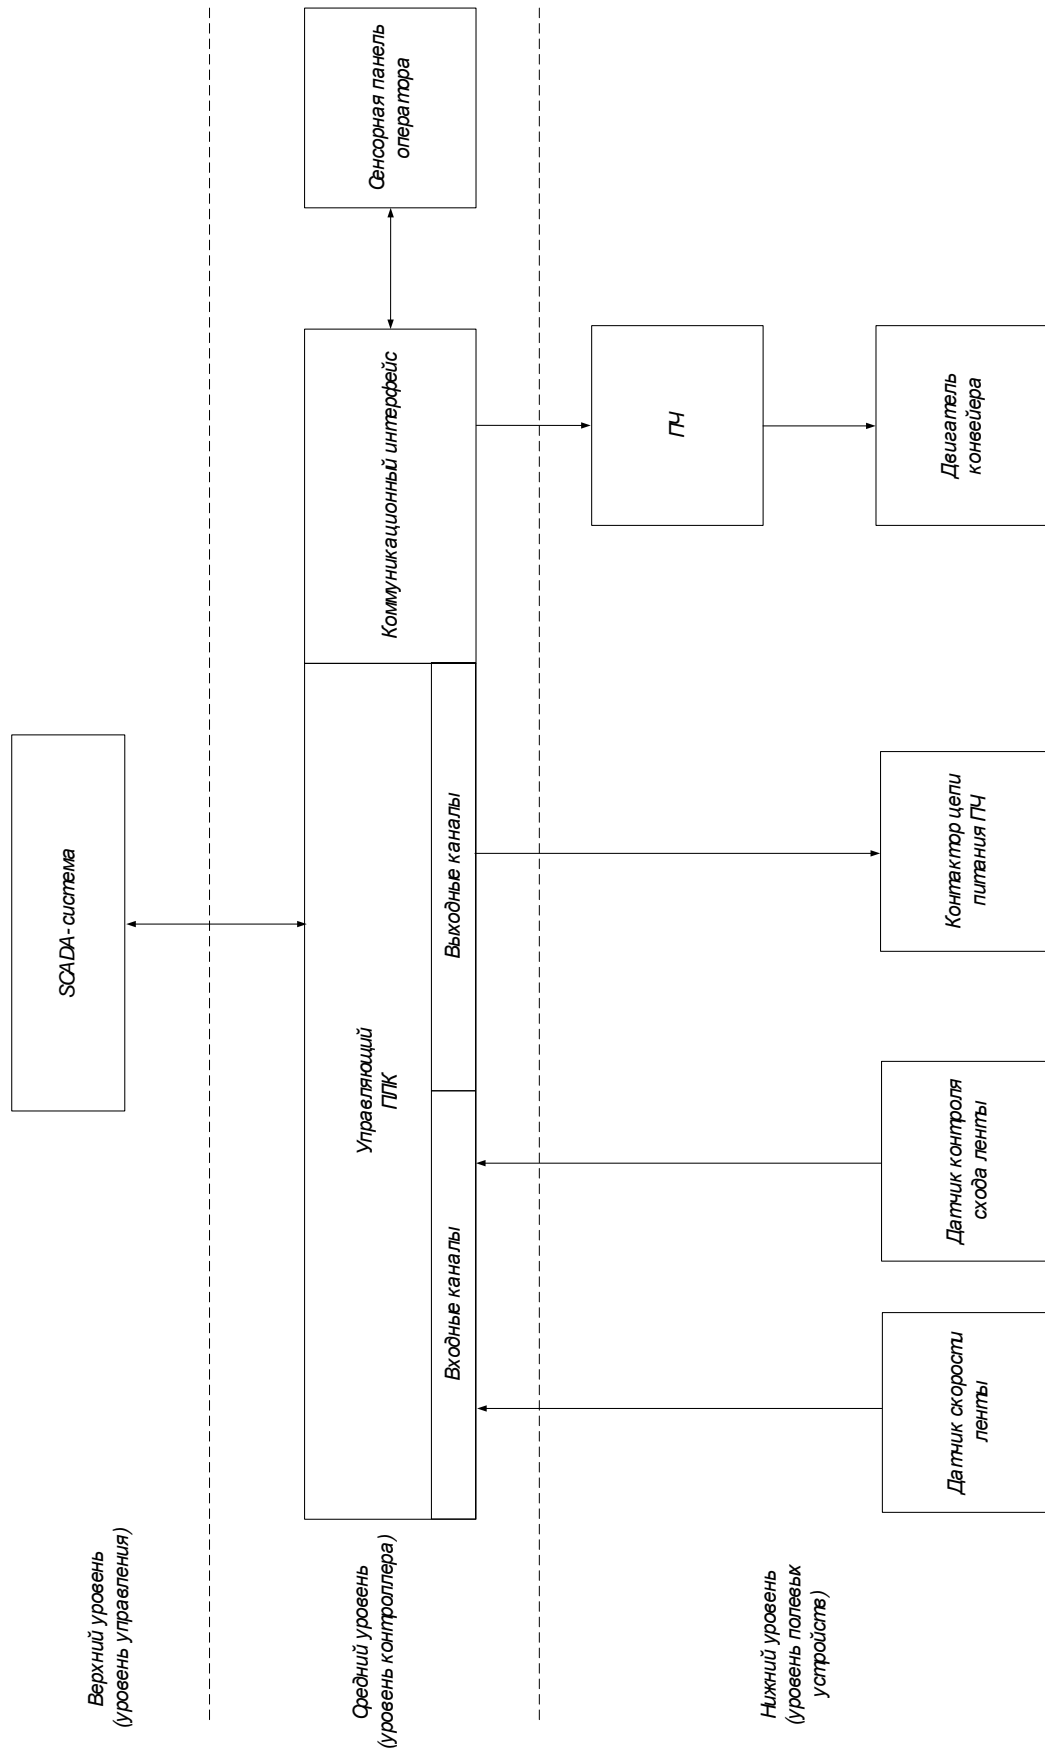 Верхний уровень
(уровень управления)
SCADA-система
Средний уровень
(уровень контроллера)
Управляющий
ПЛК
Входные каналы
Выходные каналы
Коммуникационный интерфейс
Сенсорная панель
оператора
Нижний уровень
(уровень полевых
устройств)
Датчик скорости
ленты
Датчик контроля
схода ленты
Контактор цепи
питания ПЧ
ПЧ
Двигатель
конвейера